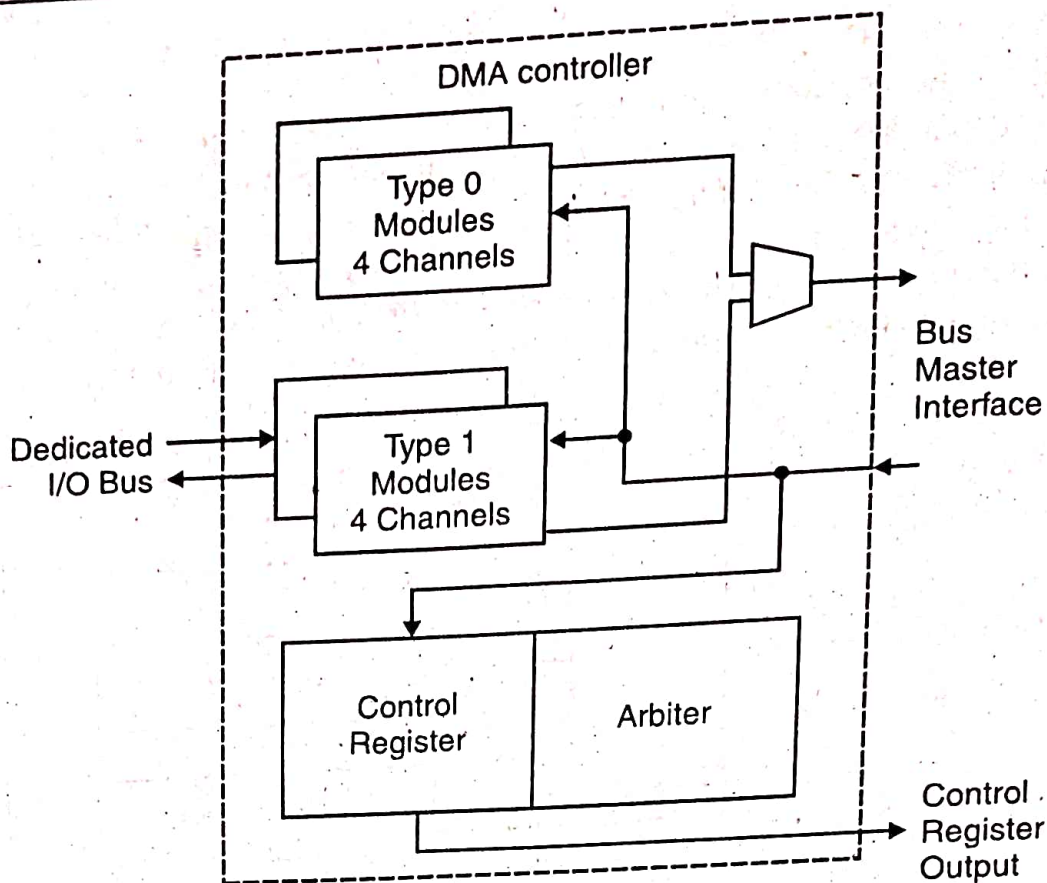 DMA controller
Type 0
Modules
4 Channels
Bus
Master
Interface
Dedicated
I/O Bus
Type 1
Modules
4 Channels
Control
Register
Arbiter
Control
Register
Output